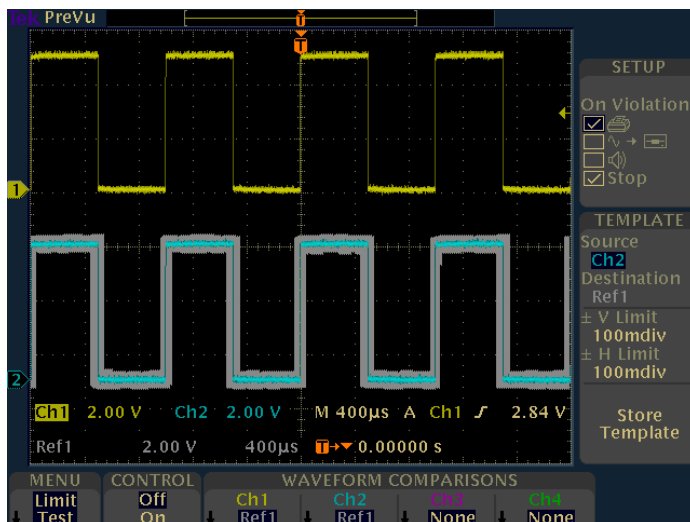 Tek PreVu
T
T
1
2
SETUP
On Violation
Stop
TEMPLATE
Source
Ch2
Destination
Ref1
± V Limit
100mdiv
± H Limit
100mdiv
Store
Template
Ch1 2.00 V Ch2 2.00 V M 400µs A Ch1 2.84 V
Ref1 2.00 V 400µs T 0.00000 s
MENU CONTROL WAVEFORM COMPARISONS
Limit Off Ch1 Ch2 Ch3 Ch4
Test On Ref1 Ref1 None None